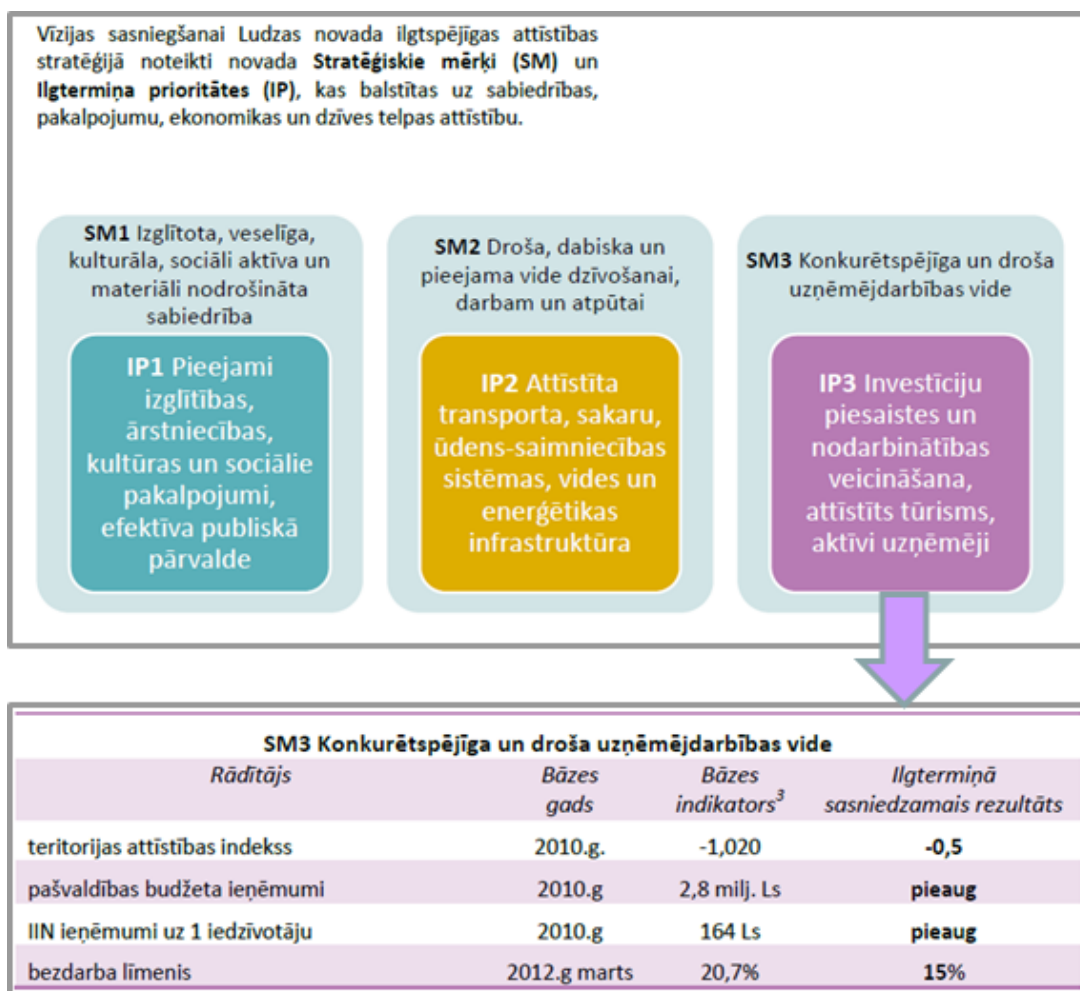 Vīzijas sasniegšanai Ludzas novada ilgtspējīgas attīstības
stratēģijā noteikti novada Stratēģiskie mērķi (SM) un
Ilgtermiņa prioritātes (IP), kas balstītas uz sabiedrības,
pakalpojumu, ekonomikas un dzīves telpas attīstību.
SM1 Izglītota, veselīga,
kulturāla, sociāli aktīva un
materiāli nodrošināta
sabiedrība
IP1 Pieejami
izglītības,
ārstniecības,
kultūras un sociālie
pakalpojumi,
efektīva publiskā
pārvalde
SM2 Droša, dabiska un
pieejama vide dzīvošanai,
darbam un atpūtai
IP2 Attīstīta
transporta, sakaru,
ūdens-saimniecības
sistēmas, vides un
enerģētikas
infrastruktūra
SM3 Konkurētspējīga un droša
uzņēmējdarbības vide
IP3 Investīciju
piesaistes un
nodarbinātības
veicināšana,
attīstīts tūrisms,
aktīvi uzņēmēji
SM3 Konkurētspējīga un droša uzņēmējdarbības vide
Rādītājs Bāzes gads Bāzes indikators³ Ilgtermiņā sasniedzamais rezultāts
teritorijas attīstības indekss 2010.g. -1,020 -0,5
pašvaldības budžeta ieņēmumi 2010.g 2,8 milj. Ls pieaug
IIN ieņēmumi uz 1 iedzīvotāju 2010.g 164 Ls pieaug
bezdarba līmenis 2012.g marts 20,7% 15%